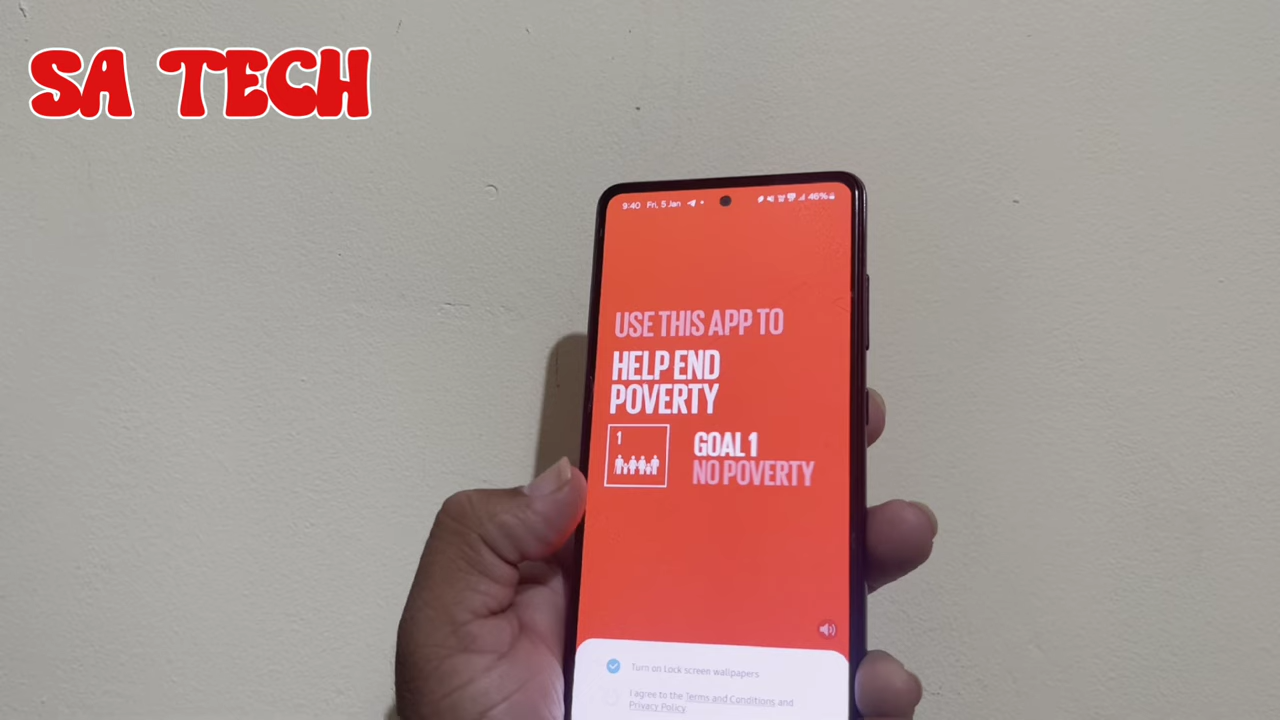 SA TECH
9:40 Fri, 5 Jan 46%
USE THIS APP TO
HELP END
POVERTY
1
GOAL 1
NO POVERTY
Turn on Lock screen wallpapers
I agree to the Terms and Conditions and
Privacy Policy